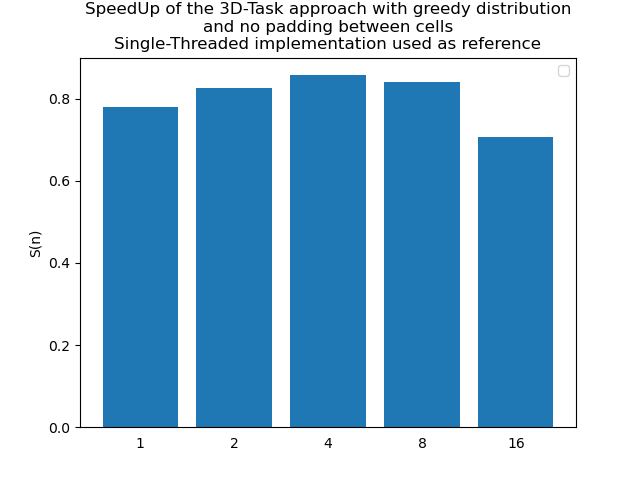 SpeedUp of the 3D-Task approach with greedy distribution
and no padding between cells
Single-Threaded implementation used as reference
0.8
0.6
0.4
0.2
0.0
S(n)
1 2 4 8 16